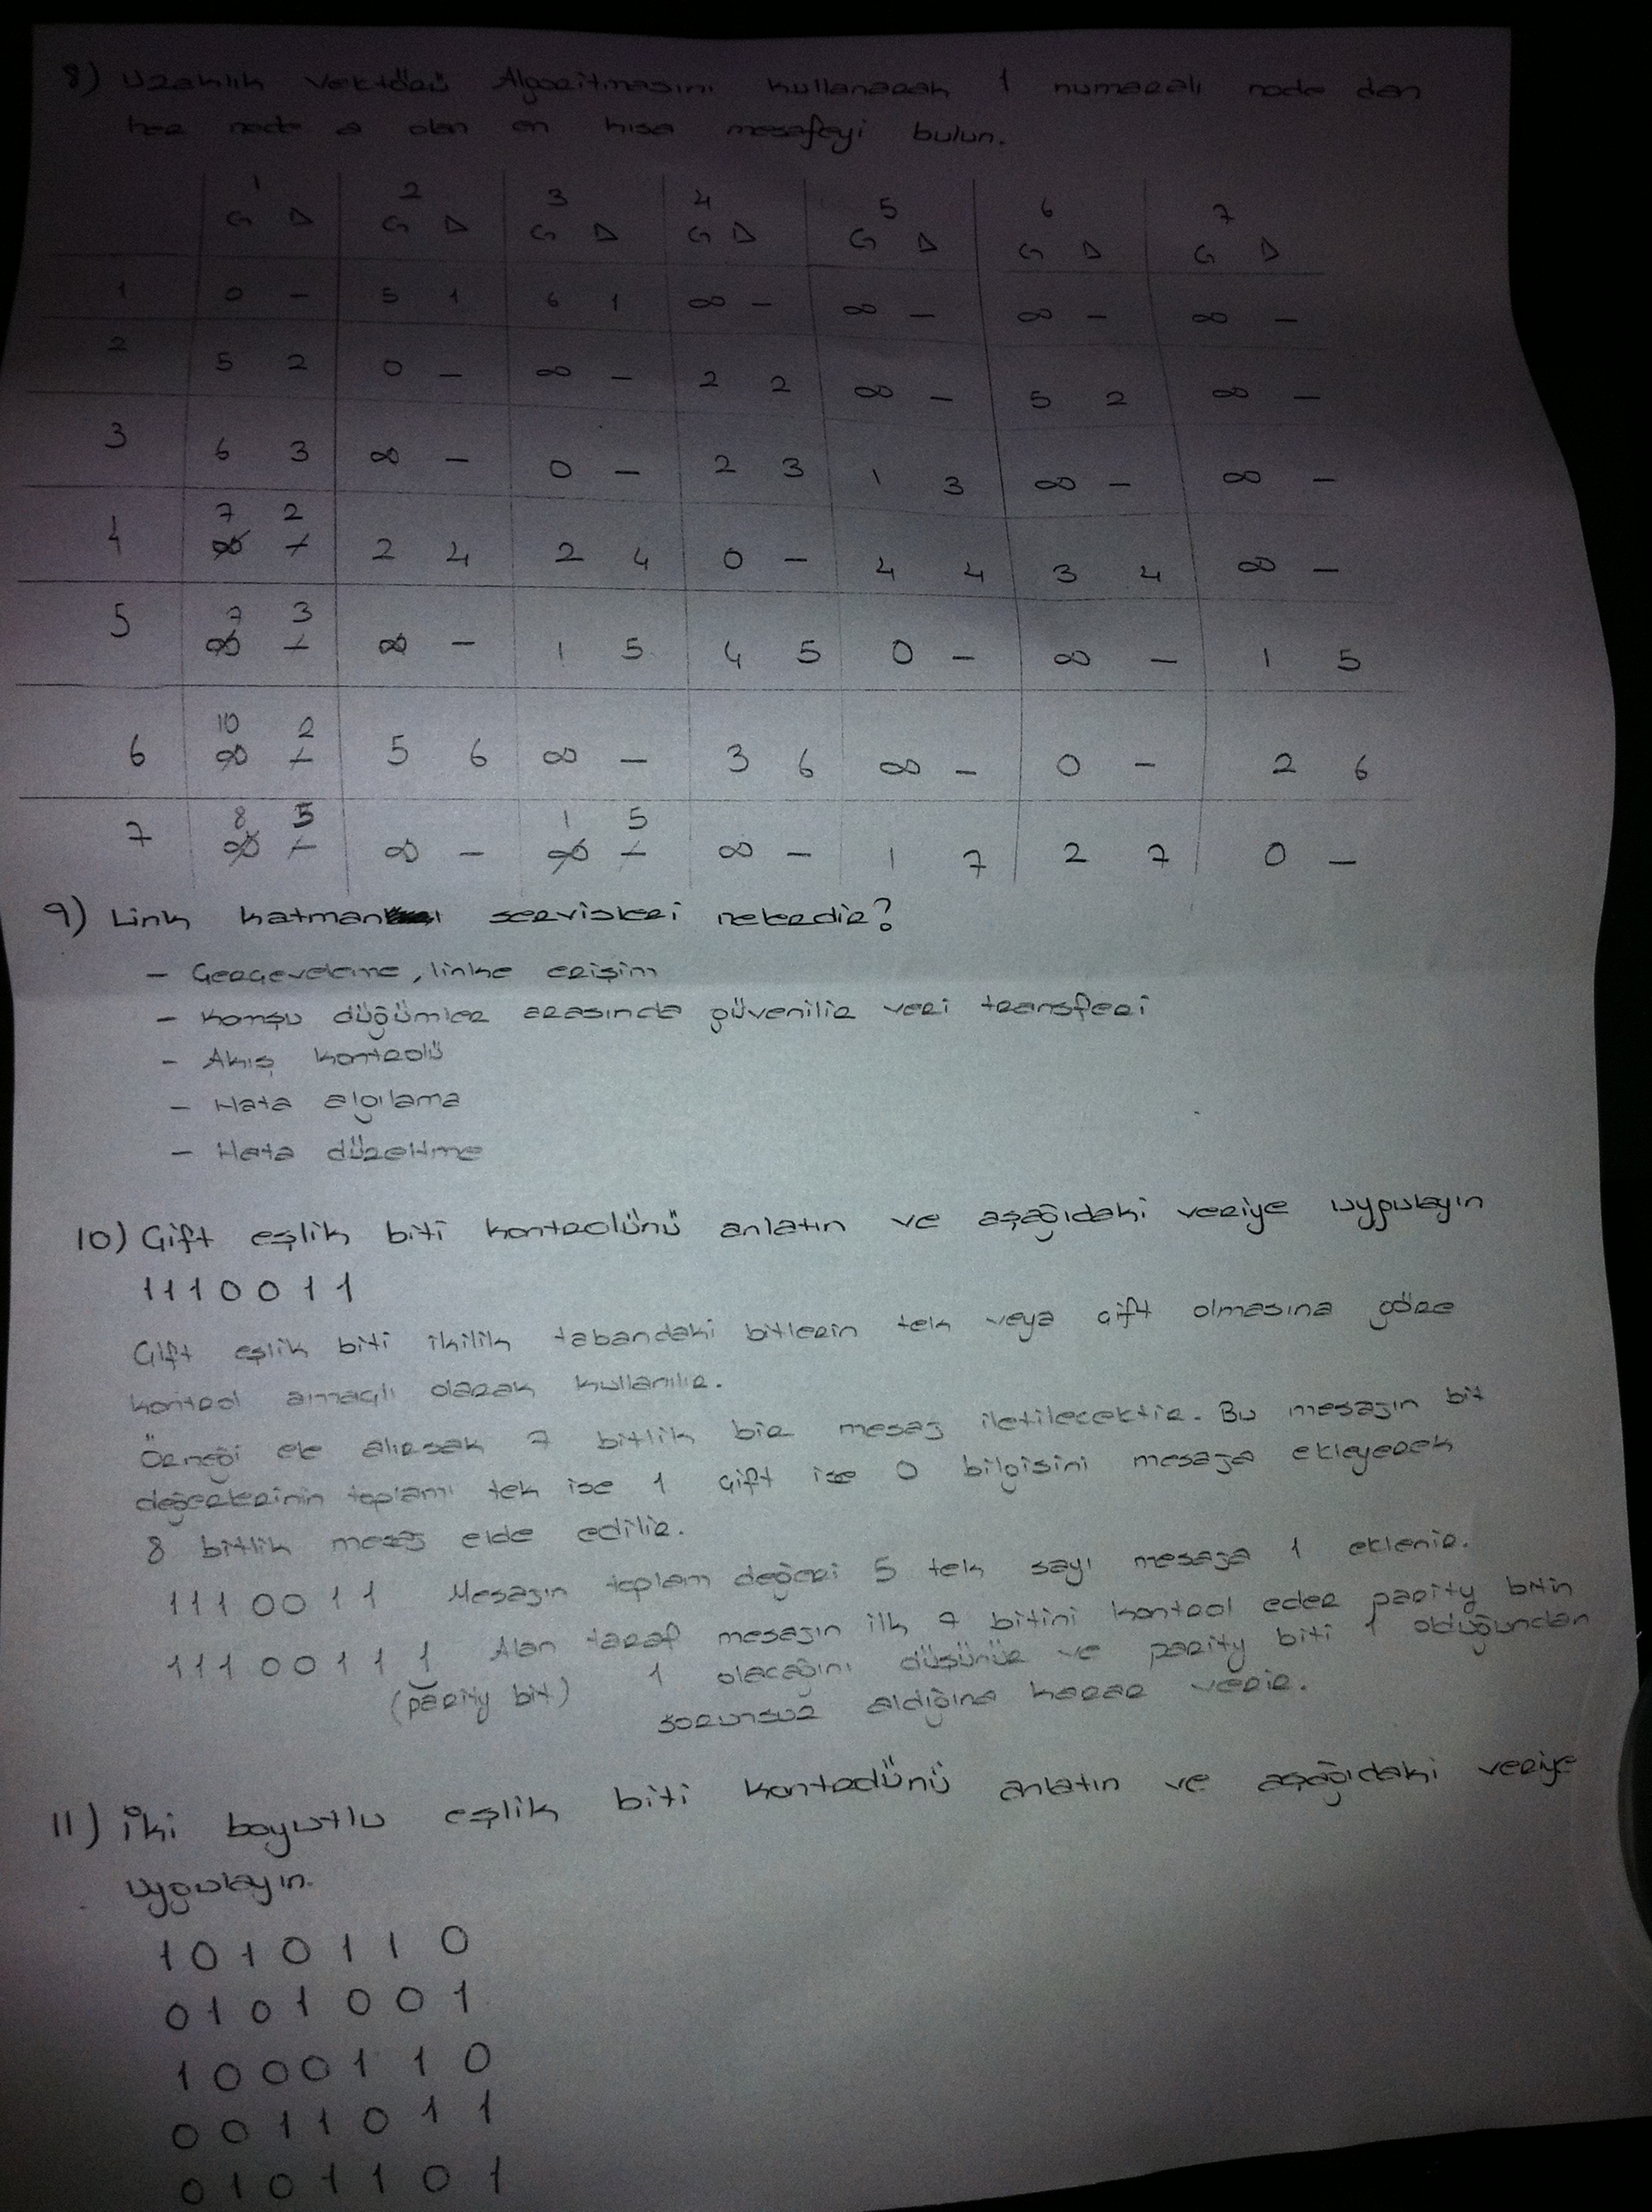 8) Uzaklık Vektörü Algoritmasını kullanarak 1 numaralı node dan
her node a olan en kısa mesafeyi bulun.
1 2 3 4 5 6 7
G D G D G D G D G D G D G D
1 0 - 5 1 6 1 ∞ - ∞ - ∞ - ∞ -
2 5 2 0 - ∞ - 2 2 ∞ - 5 2 ∞ -
3 6 3 ∞ - 0 - 2 3 1 3 ∞ - ∞ -
7 2
4 ∞ - 2 4 2 4 0 - 4 4 3 4 ∞ -
7 3
5 ∞ - ∞ - 1 5 4 5 0 - ∞ - 1 5
10 2
6 ∞ - 5 6 ∞ - 3 6 ∞ - 0 - 2 6
8 5 1 5
7 ∞ - ∞ - ∞ - ∞ - 1 7 2 7 0 -
9) Link katmanı servisleri nelerdir?
- Çerçeveleme, linke erişim
- Komşu düğümler arasında güvenilir veri transferi
- Akış kontrolü
- Hata algılama
- Hata düzeltme
10) Çift eşlik biti kontrolünü anlatın ve aşağıdaki veriye uygulayın
1110011
Çift eşlik biti ikilik tabandaki bitlerin tek veya çift olmasına göre
kontrol amaçlı olarak kullanılır.
Örneği ele alırsak 7 bitlik bir mesaj iletilecektir. Bu mesajın bit
değerlerinin toplamı tek ise 1 çift ise 0 bilgisini mesaja ekleyerek
8 bitlik mesaj elde edilir.
1110011 Mesajın toplam değeri 5 tek sayı mesaja 1 eklenir.
11100111 Alan taraf mesajın ilk 7 bitini kontrol eder parity bitin
(parity bit) 1 olacağını düşünür ve parity biti 1 olduğundan
sorunsuz aldığına karar verir.
11) İki boyutlu eşlik biti kontrolünü anlatın ve aşağıdaki veriye
uygulayın.
1010110
0101001
1000110
0011011
0101101